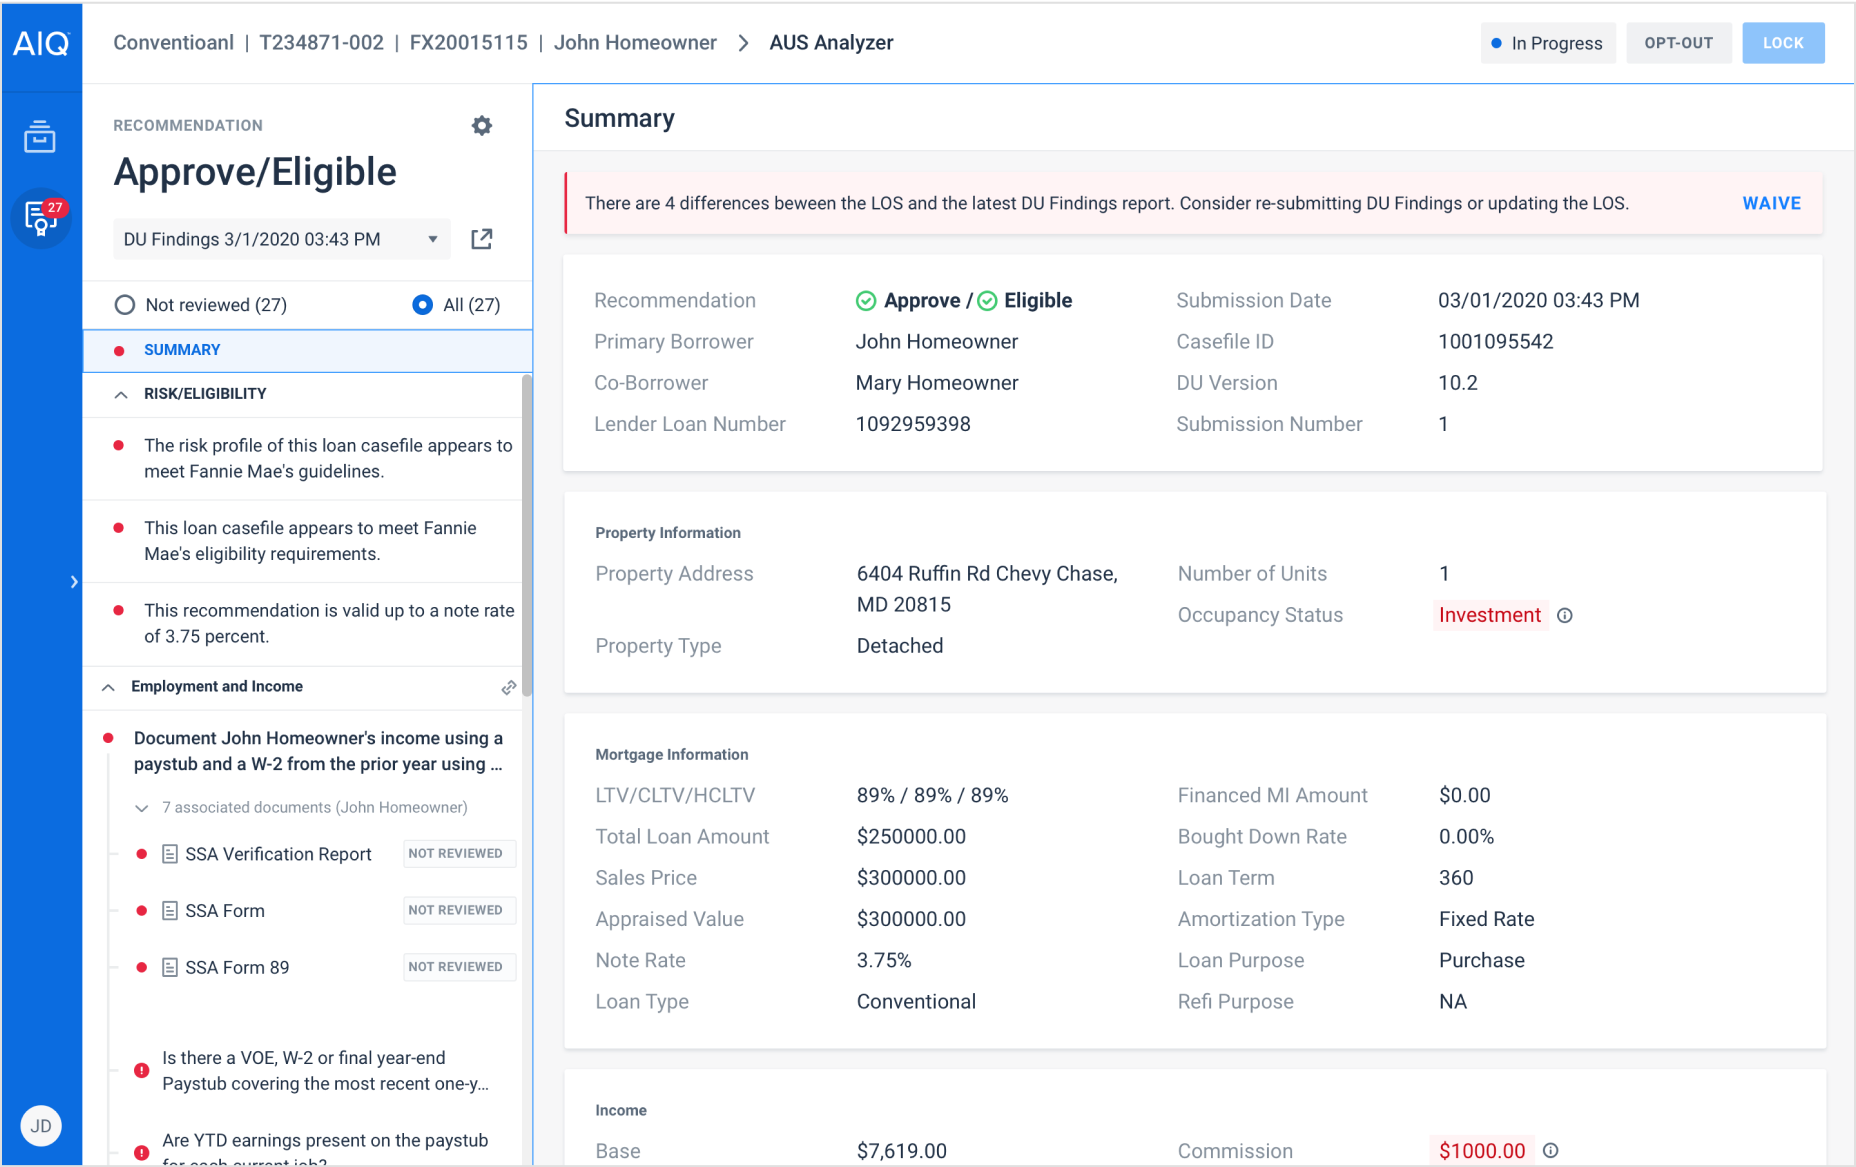 AIQ
Conventioanl | T234871-002 | FX20015115 | John Homeowner > AUS Analyzer
In Progress
OPT-OUT
LOCK
27
JD
RECOMMENDATION
Approve/Eligible
DU Findings 3/1/2020 03:43 PM
Not reviewed (27)
All (27)
SUMMARY
RISK/ELIGIBILITY
The risk profile of this loan casefile appears to
meet Fannie Mae's guidelines.
This loan casefile appears to meet Fannie
Mae's eligibility requirements.
This recommendation is valid up to a note rate
of 3.75 percent.
Employment and Income
Document John Homeowner's income using a
paystub and a W-2 from the prior year using ...
7 associated documents (John Homeowner)
SSA Verification Report NOT REVIEWED
SSA Form NOT REVIEWED
SSA Form 89 NOT REVIEWED
Is there a VOE, W-2 or final year-end
Paystub covering the most recent one-y...
Are YTD earnings present on the paystub
for each current job?
Summary
There are 4 differences beween the LOS and the latest DU Findings report. Consider re-submitting DU Findings or updating the LOS. WAIVE
Recommendation Approve / Eligible Submission Date 03/01/2020 03:43 PM
Primary Borrower John Homeowner Casefile ID 1001095542
Co-Borrower Mary Homeowner DU Version 10.2
Lender Loan Number 1092959398 Submission Number 1
Property Information
Property Address 6404 Ruffin Rd Chevy Chase, Number of Units 1
MD 20815
Occupancy Status Investment
Property Type Detached
Mortgage Information
LTV/CLTV/HCLTV 89% / 89% / 89% Financed MI Amount $0.00
Total Loan Amount $250000.00 Bought Down Rate 0.00%
Sales Price $300000.00 Loan Term 360
Appraised Value $300000.00 Amortization Type Fixed Rate
Note Rate 3.75% Loan Purpose Purchase
Loan Type Conventional Refi Purpose NA
Income
Base $7,619.00 Commission $1000.00